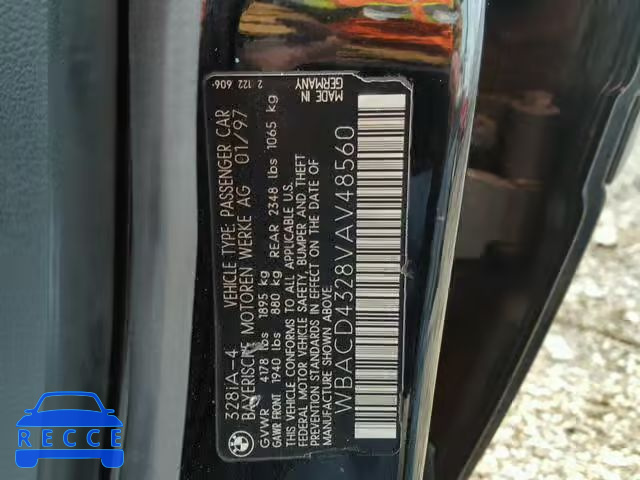 328iA-4 VEHICLE TYPE: PASSENGER CAR
BAYERISCHE MOTOREN WERKE AG 01/97
GVWR 4178 lbs 1895 kg
GAWR FRONT 1940 lbs 880 kg REAR 2348 lbs 1065 kg
THIS VEHICLE CONFORMS TO ALL APPLICABLE U.S.
FEDERAL MOTOR VEHICLE SAFETY, BUMPER AND THEFT
PREVENTION STANDARDS IN EFFECT ON THE DATE OF
MANUFACTURE SHOWN ABOVE.
WBACD4328VAV48560
2 122 606
MADE IN
GERMANY
RECCE